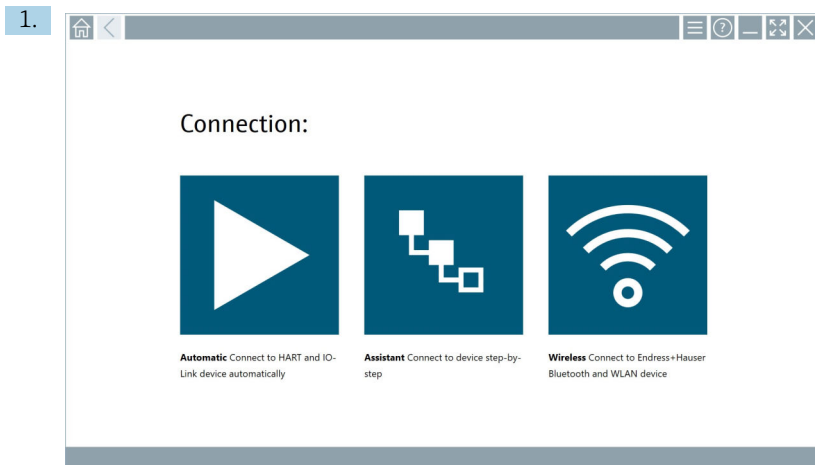 1.
Connection:
Automatic Connect to HART and IO-
Link device automatically
Assistant Connect to device step-by-
step
Wireless Connect to Endress+Hauser
Bluetooth and WLAN device